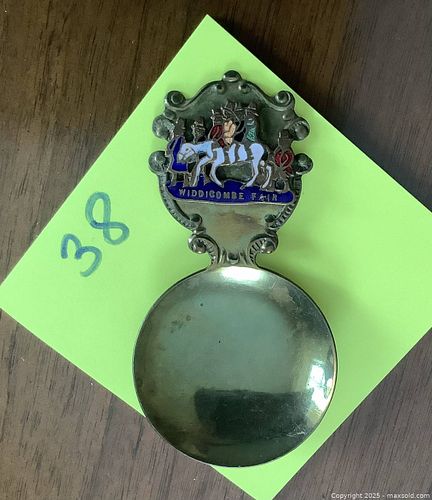 WIDDICOMBE FAIR
38
Copyright © 2025 - maxsold.com